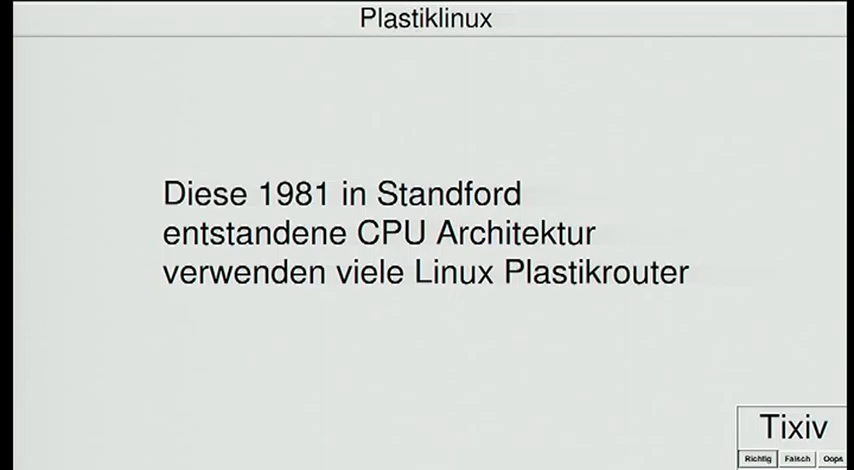 Plastiklinux
Diese 1981 in Standford
entstandene CPU Architektur
verwenden viele Linux Plastikrouter
Tixiv
Richtig Falsch Oops